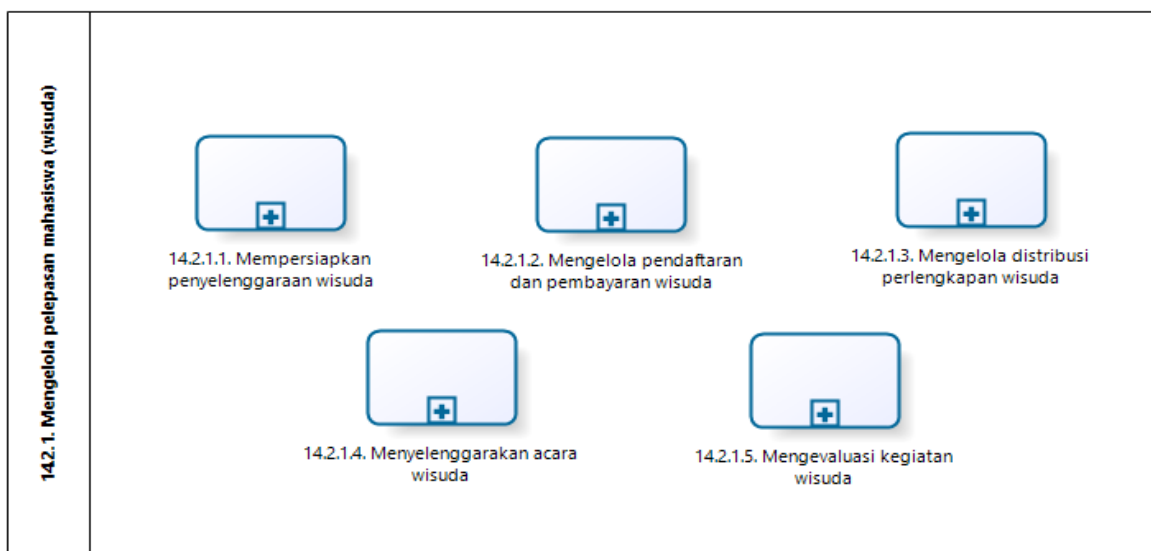 14.2.1. Mengelola pelepasan mahasiswa (wisuda)
14.2.1.1. Mempersiapkan
penyelenggaraan wisuda
14.2.1.2. Mengelola pendaftaran
dan pembayaran wisuda
14.2.1.3. Mengelola distribusi
perlengkapan wisuda
14.2.1.4. Menyelenggarakan acara
wisuda
14.2.1.5. Mengevaluasi kegiatan
wisuda